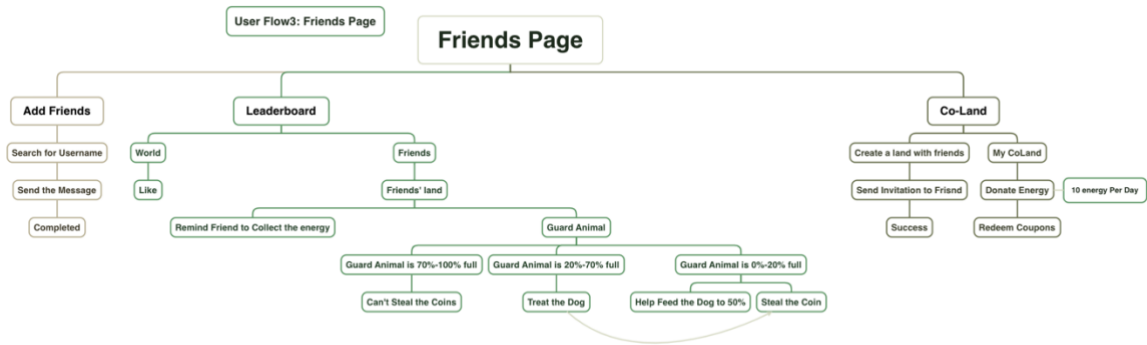 User Flow3: Friends Page
Friends Page
Add Friends
Leaderboard
Co-Land
Search for Username
World
Friends
Create a land with friends
My CoLand
Send the Message
Like
Friends' land
Send Invitation to Frisnd
Donate Energy
10 energy Per Day
Completed
Remind Friend to Collect the energy
Guard Animal
Success
Redeem Coupons
Guard Animal is 70%-100% full
Guard Animal is 20%-70% full
Guard Animal is 0%-20% full
Can't Steal the Coins
Treat the Dog
Help Feed the Dog to 50%
Steal the Coin